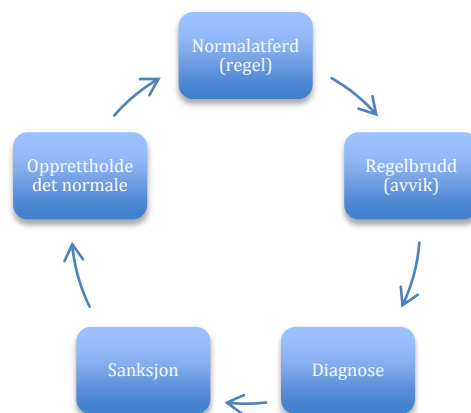 Normalatferd
(regel)
Regelbrudd
(avvik)
Diagnose
Sanksjon
Opprettholde
det normale